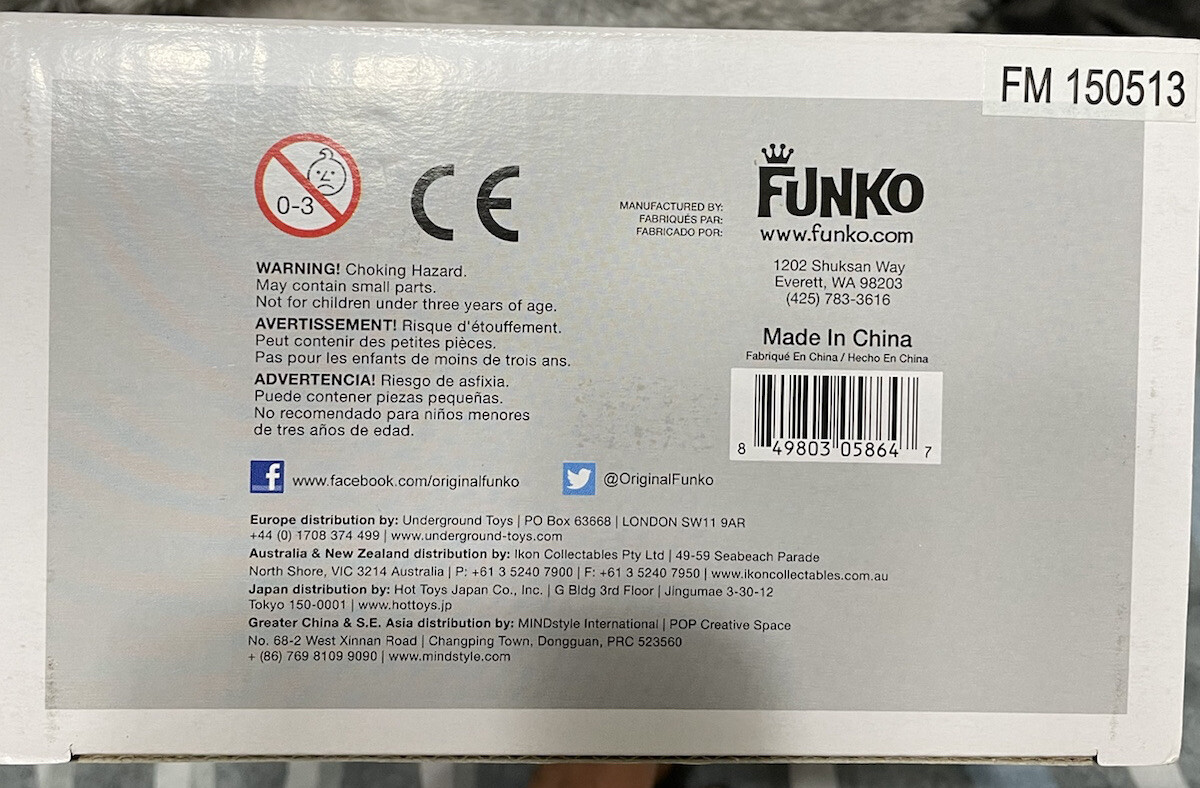 FM 150513
0-3
CE
MANUFACTURED BY:
FABRIQUÉS PAR:
FABRICADO POR:
FUNKO
www.funko.com
1202 Shuksan Way
Everett, WA 98203
(425) 783-3616
Made In China
Fabriqué En China / Hecho En China
8 49803 05864 7
WARNING! Choking Hazard.
May contain small parts.
Not for children under three years of age.
AVERTISSEMENT! Risque d'étouffement.
Peut contenir des petites pièces.
Pas pour les enfants de moins de trois ans.
ADVERTENCIA! Riesgo de asfixia.
Puede contener piezas pequeñas.
No recomendado para niños menores
de tres años de edad.
f www.facebook.com/originalfunko
@OriginalFunko
Europe distribution by: Underground Toys | PO Box 63668 | LONDON SW11 9AR
+44 (0) 1708 374 499 | www.underground-toys.com
Australia & New Zealand distribution by: Ikon Collectables Pty Ltd | 49-59 Seabeach Parade
North Shore, VIC 3214 Australia | P: +61 3 5240 7900 | F: +61 3 5240 7950 | www.ikoncollectables.com.au
Japan distribution by: Hot Toys Japan Co., Inc. | G Bldg 3rd Floor | Jingumae 3-30-12
Tokyo 150-0001 | www.hottoys.jp
Greater China & S.E. Asia distribution by: MINDstyle International | POP Creative Space
No. 68-2 West Xinnan Road | Changping Town, Dongguan, PRC 523560
+ (86) 769 8109 9090 | www.mindstyle.com